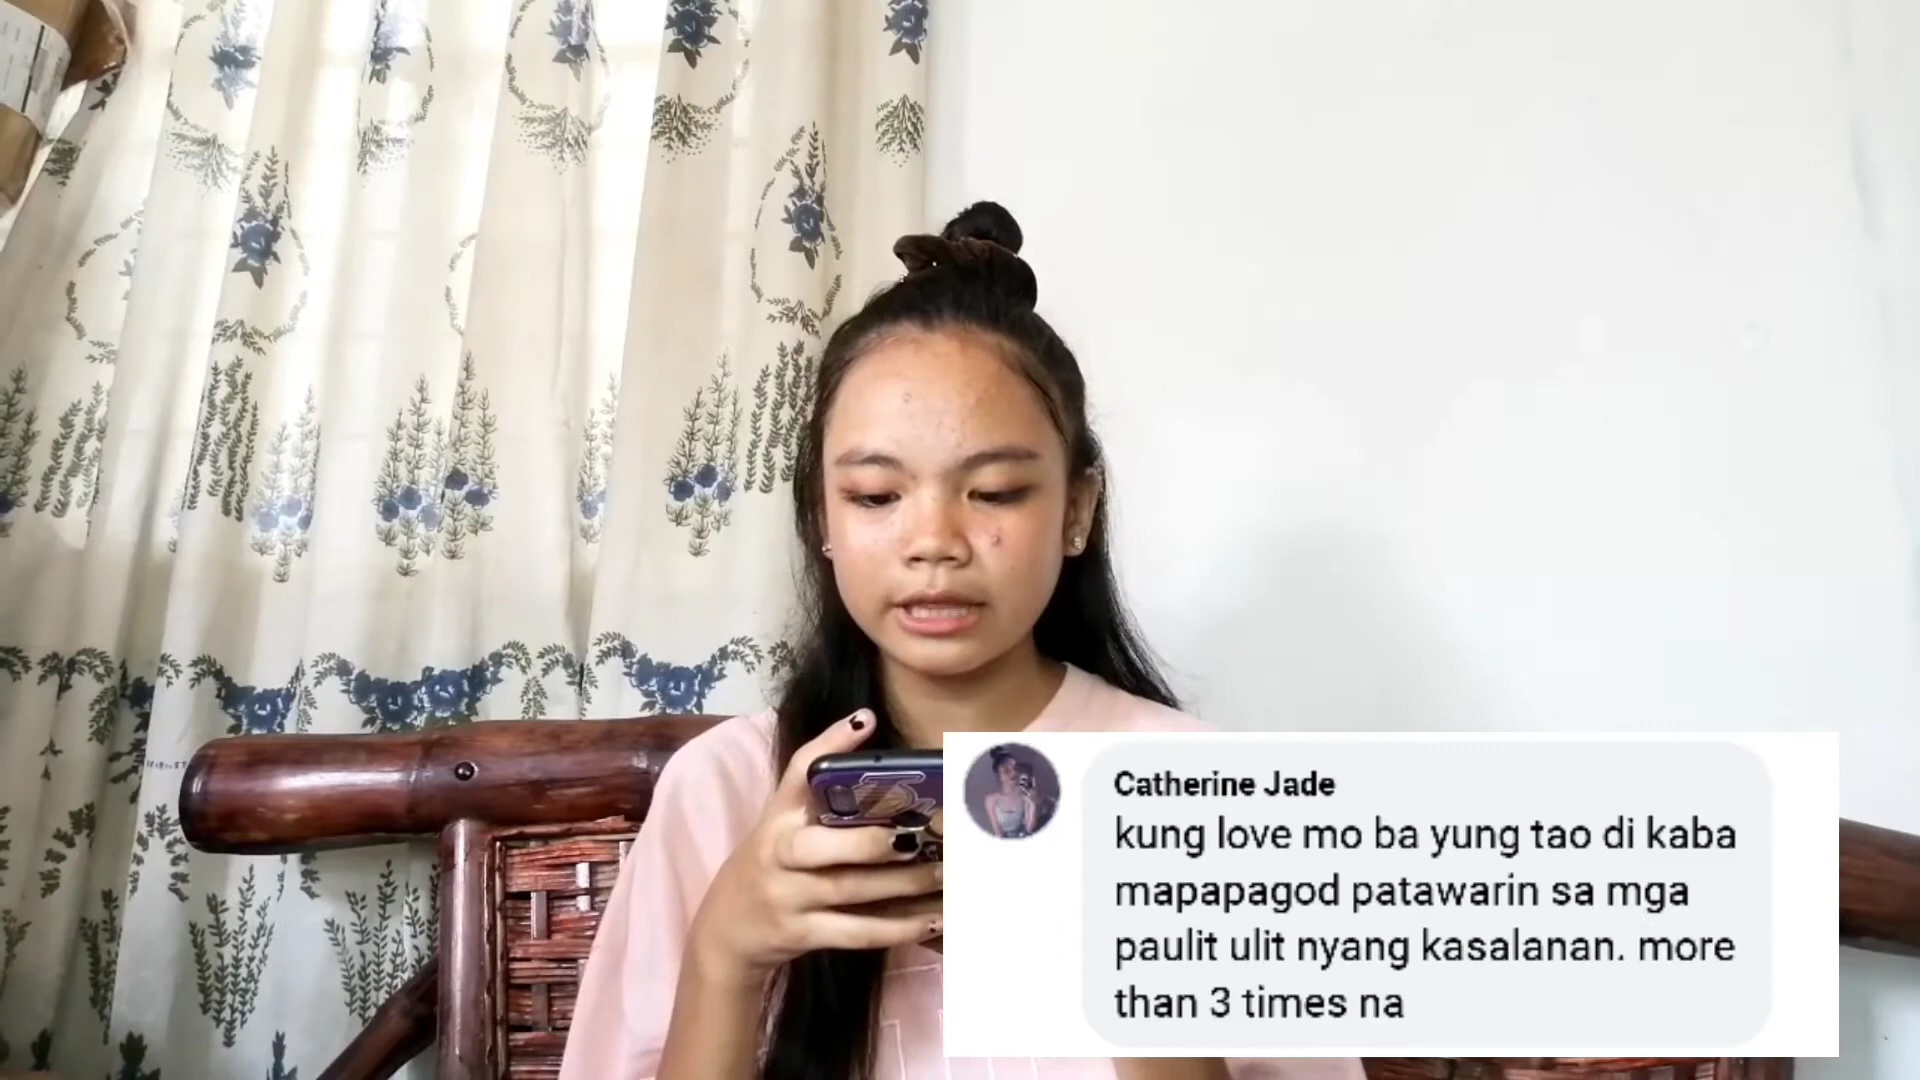 Catherine Jade
kung love mo ba yung tao di kaba
mapapagod patawarin sa mga
paulit ulit nyang kasalanan. more
than 3 times na